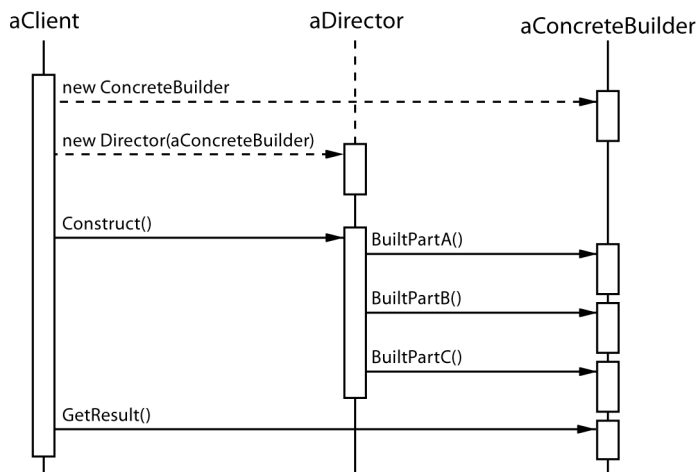 aClient
aDirector
aConcreteBuilder
new ConcreteBuilder
new Director(aConcreteBuilder)
Construct()
BuiltPartA()
BuiltPartB()
BuiltPartC()
GetResult()